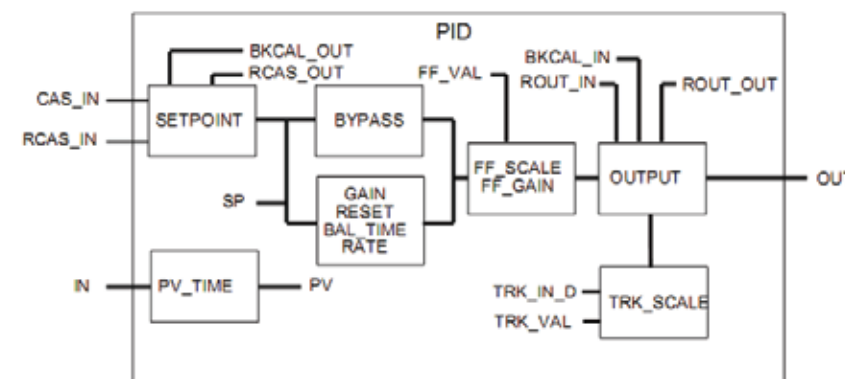 PID
BKCAL_OUT
RCAS_OUT
CAS_IN
RCAS_IN
SETPOINT
BYPASS
FF_VAL
BKCAL_IN
ROUT_IN
ROUT_OUT
FF_SCALE
FF_GAIN
OUTPUT
OUT
SP
GAIN
RESET
BAL_TIME
RATE
IN
PV_TIME
PV
TRK_IN_D
TRK_VAL
TRK_SCALE